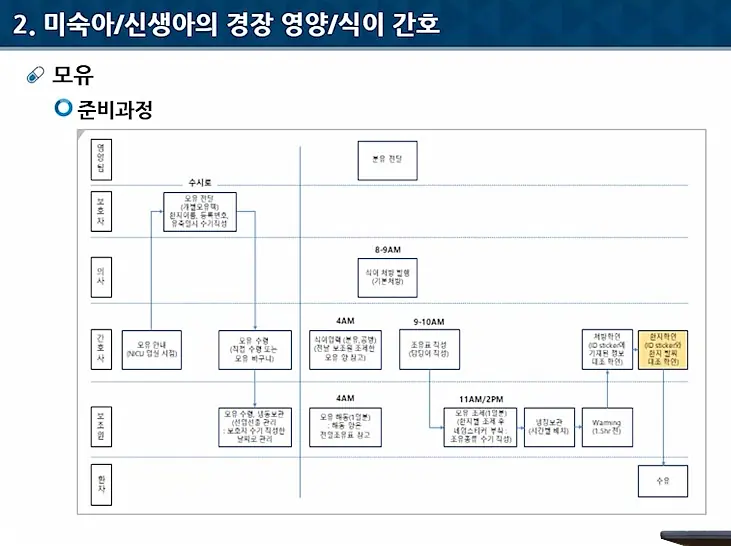 2. 미숙아/신생아의 경장 영양/식이 간호
모유
준비과정
영양팀
분유 전달
수시로
보호자
모유 전달
(개별모유팩)
환자이름, 등록번호,
유축일시 수기작성
8-9AM
의사
식이 처방 발행
(기본처방)
4AM
9-10AM
간호사
모유 안내
(NICU 입실 시점)
모유 수령
(직접 수령 또는
모유 바구니)
식이입력 (분유,공병)
(전날 보조원 조제한
모유 양 참고)
조유표 작성
(담당이 작성)
처방확인
(ID sticker에
기재된 정보
대조 확인)
환자확인
(ID sticker와
환자 발찌
대조 확인)
4AM
11AM/2PM
보조원
모유 수령, 냉동보관
(선입선출 관리
: 보호자 수기 작성한
날짜로 관리
모유 해동(1일분)
: 해동 양은
전일조유표 참고
모유 조제(1일분)
(환자별 조제 후
네임스티커 부착 :
조유종류 수기 작성)
냉장보관
(시간별 배치)
Warming
(1.5hr 전)
환자
수유